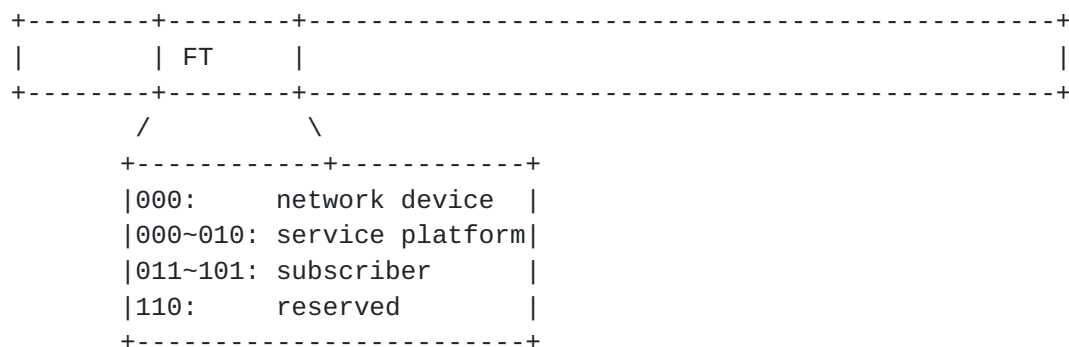 FT
000: network device
000~010: service platform
011~101: subscriber
110: reserved